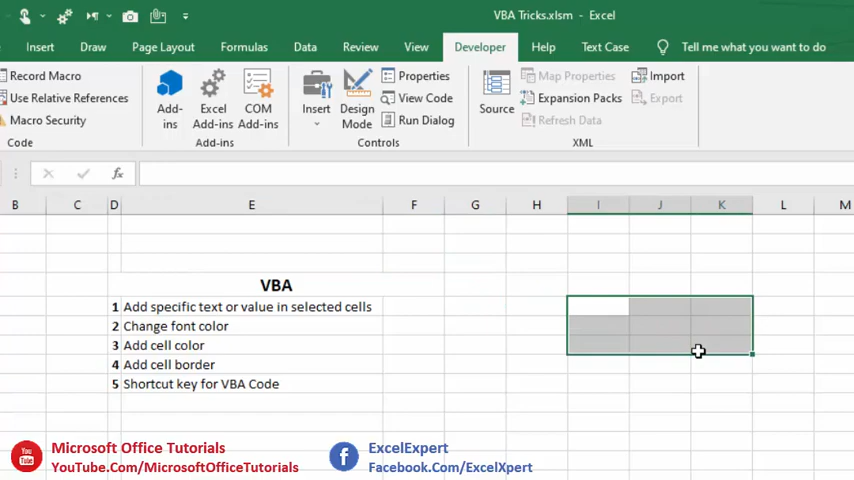 VBA Tricks.xlsm - Excel
Insert Draw Page Layout Formulas Data Review View Developer Help Text Case Tell me what you want to do
Record Macro
Use Relative References
Macro Security
Code
Add-ins
Excel Add-ins
COM Add-ins
Add-ins
Insert
Design Mode
Properties
View Code
Run Dialog
Controls
Source
Map Properties
Expansion Packs
Refresh Data
Import
Export
XML
fx
B C D E F G H I J K L M
VBA
1 Add specific text or value in selected cells
2 Change font color
3 Add cell color
4 Add cell border
5 Shortcut key for VBA Code
You Tube
Microsoft Office Tutorials
YouTube.Com/MicrosoftOfficeTutorials
f
ExcelExpert
Facebook.Com/ExcelXpert